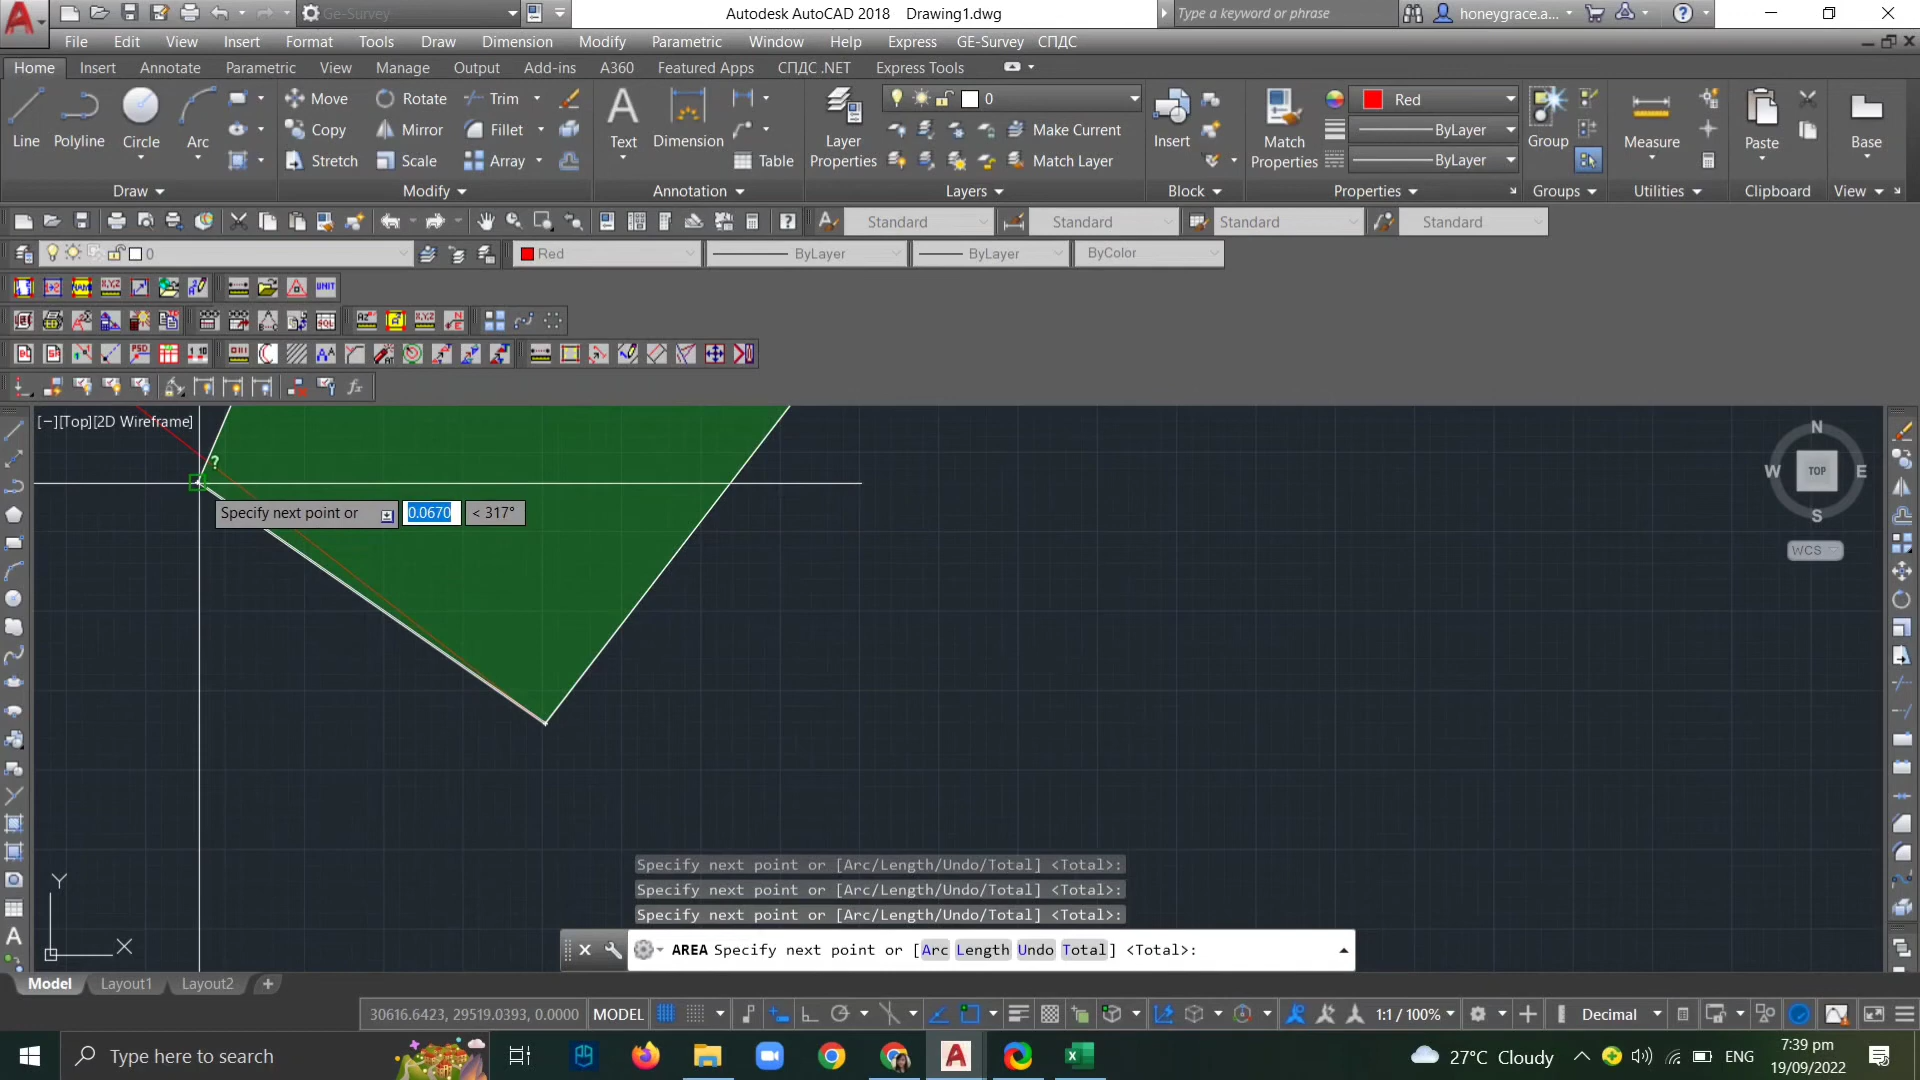 Ge-Survey
Autodesk AutoCAD 2018 Drawing1.dwg
Type a keyword or phrase
honeygrace.a...
File Edit View Insert Format Tools Draw Dimension Modify Parametric Window Help Express GE-Survey СПДС
Home Insert Annotate Parametric View Manage Output Add-ins A360 Featured Apps СПДС .NET Express Tools
Line Polyline Circle Arc
Move Rotate Trim
Copy Mirror Fillet
Stretch Scale Array
Text Dimension Table
Layer Properties
0
Make Current
Match Layer
Insert
Match Properties
Red
ByLayer
ByLayer
Group Measure Paste Base
Draw Modify Annotation Layers Block Properties Groups Utilities Clipboard View
Standard Standard Standard Standard
0 Red ByLayer ByLayer ByColor
UNIT
SQL
[−][Top][2D Wireframe]
N
W TOP E
S
WCS
?
Specify next point or 0.0670 < 317°
Specify next point or [Arc/Length/Undo/Total] <Total>:
Specify next point or [Arc/Length/Undo/Total] <Total>:
Specify next point or [Arc/Length/Undo/Total] <Total>:
AREA Specify next point or [Arc Length Undo Total] <Total>:
Y
X
Model Layout1 Layout2 +
30616.6423, 29519.0393, 0.0000 MODEL 1:1 / 100% Decimal
Type here to search
27°C Cloudy
ENG
7:39 pm
19/09/2022